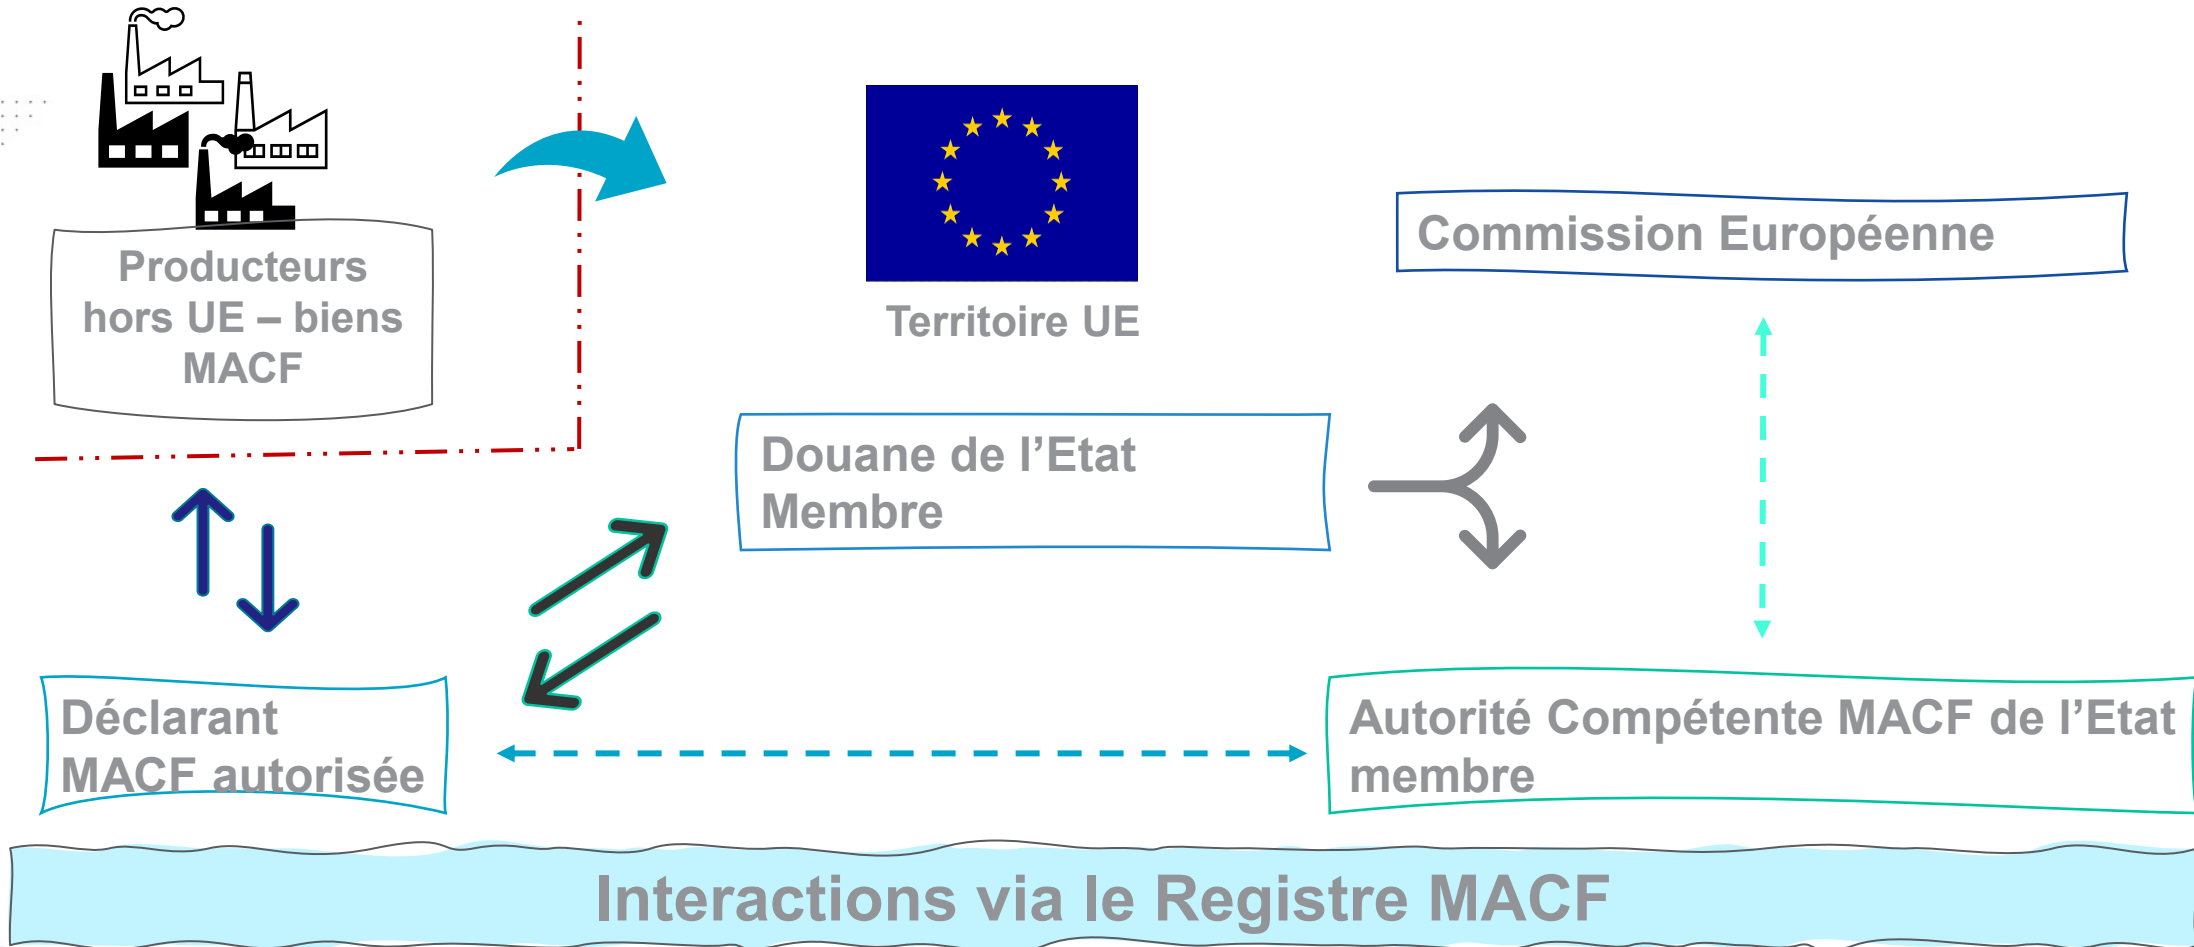 Producteurs
hors UE – biens
MACF
Territoire UE
Commission Européenne
Douane de l’Etat
Membre
Déclarant
MACF autorisée
Autorité Compétente MACF de l’Etat
membre
Interactions via le Registre MACF